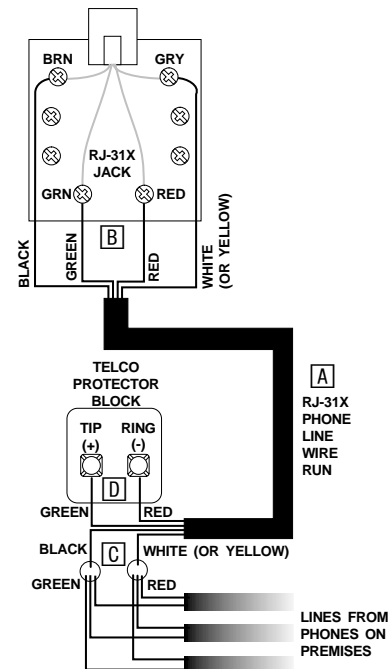 BRN
GRY
RJ-31X
JACK
GRN
RED
B
BLACK
GREEN
RED
WHITE
(OR YELLOW)
A
RJ-31X
PHONE
LINE
WIRE
RUN
TELCO
PROTECTOR
BLOCK
TIP
(+)
RING
(-)
D
GREEN
RED
BLACK
C
WHITE (OR YELLOW)
GREEN
RED
LINES FROM
PHONES ON
PREMISES